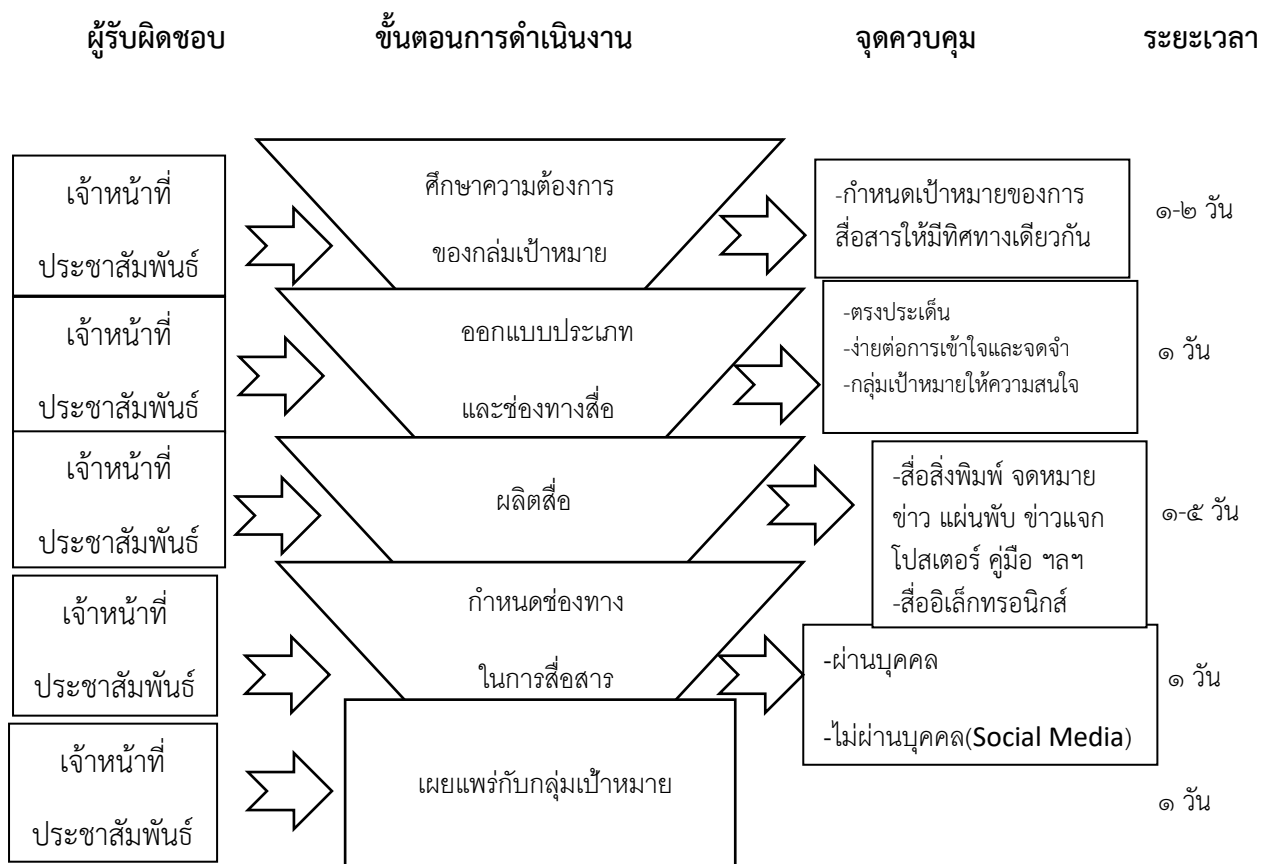 ผู้รับผิดชอบ ขั้นตอนการดำเนินงาน จุดควบคุม ระยะเวลา
เจ้าหน้าที่
ประชาสัมพันธ์
ศึกษาความต้องการ
ของกลุ่มเป้าหมาย
-กำหนดเป้าหมายของการ
สื่อสารให้มีทิศทางเดียวกัน
๑-๒ วัน
เจ้าหน้าที่
ประชาสัมพันธ์
ออกแบบประเภท
และช่องทางสื่อ
-ตรงประเด็น
-ง่ายต่อการเข้าใจและจดจำ
-กลุ่มเป้าหมายให้ความสนใจ
๑ วัน
เจ้าหน้าที่
ประชาสัมพันธ์
ผลิตสื่อ
-สื่อสิ่งพิมพ์ จดหมาย
ข่าว แผ่นพับ ข่าวแจก
โปสเตอร์ คู่มือ ฯลฯ
-สื่ออิเล็กทรอนิกส์
๑-๕ วัน
เจ้าหน้าที่
ประชาสัมพันธ์
กำหนดช่องทาง
ในการสื่อสาร
-ผ่านบุคคล
-ไม่ผ่านบุคคล(Social Media)
๑ วัน
เจ้าหน้าที่
ประชาสัมพันธ์
เผยแพร่กับกลุ่มเป้าหมาย
๑ วัน